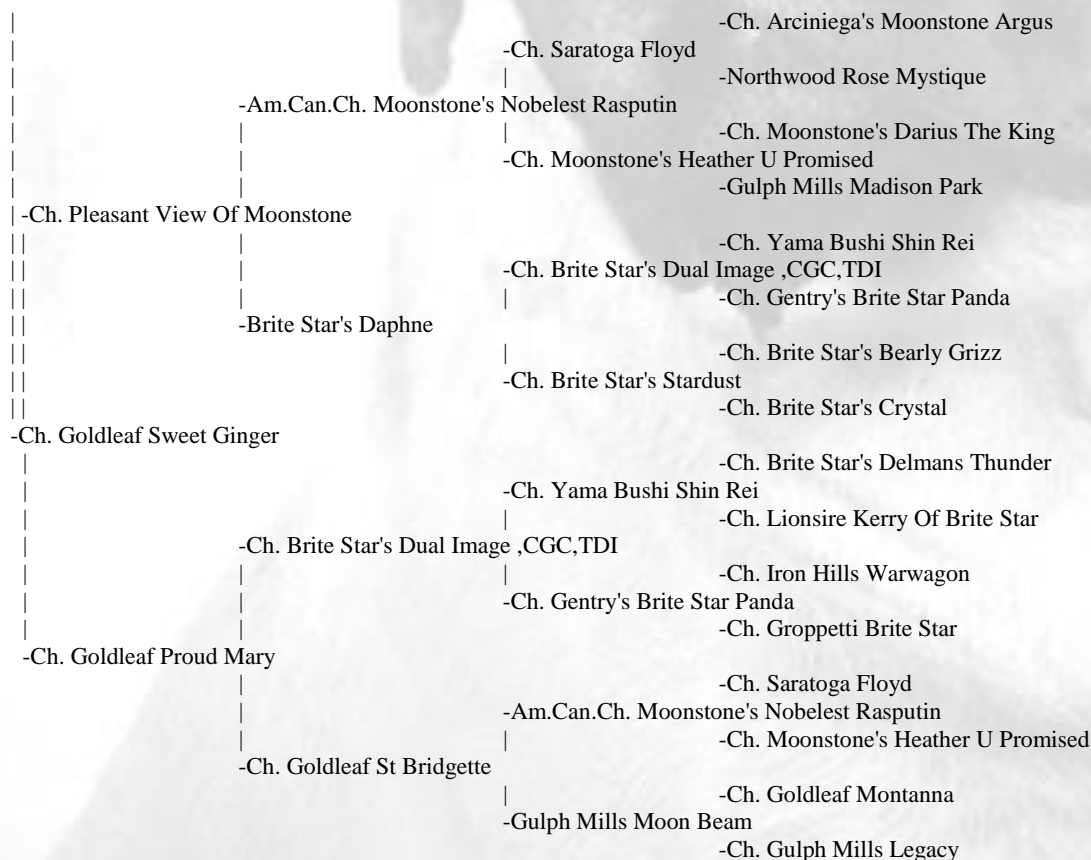 -Ch. Arciniega's Moonstone Argus
-Ch. Saratoga Floyd
-Northwood Rose Mystique
-Am.Can.Ch. Moonstone's Nobelest Rasputin
-Ch. Moonstone's Darius The King
-Ch. Moonstone's Heather U Promised
-Gulph Mills Madison Park
-Ch. Pleasant View Of Moonstone
-Ch. Yama Bushi Shin Rei
-Ch. Brite Star's Dual Image ,CGC,TDI
-Ch. Gentry's Brite Star Panda
-Brite Star's Daphne
-Ch. Brite Star's Bearly Grizz
-Ch. Brite Star's Stardust
-Ch. Brite Star's Crystal
-Ch. Goldleaf Sweet Ginger
-Ch. Brite Star's Delmans Thunder
-Ch. Yama Bushi Shin Rei
-Ch. Lionsire Kerry Of Brite Star
-Ch. Brite Star's Dual Image ,CGC,TDI
-Ch. Iron Hills Warwagon
-Ch. Gentry's Brite Star Panda
-Ch. Groppetti Brite Star
-Ch. Goldleaf Proud Mary
-Ch. Saratoga Floyd
-Am.Can.Ch. Moonstone's Nobelest Rasputin
-Ch. Moonstone's Heather U Promised
-Ch. Goldleaf St Bridgette
-Ch. Goldleaf Montanna
-Gulph Mills Moon Beam
-Ch. Gulph Mills Legacy